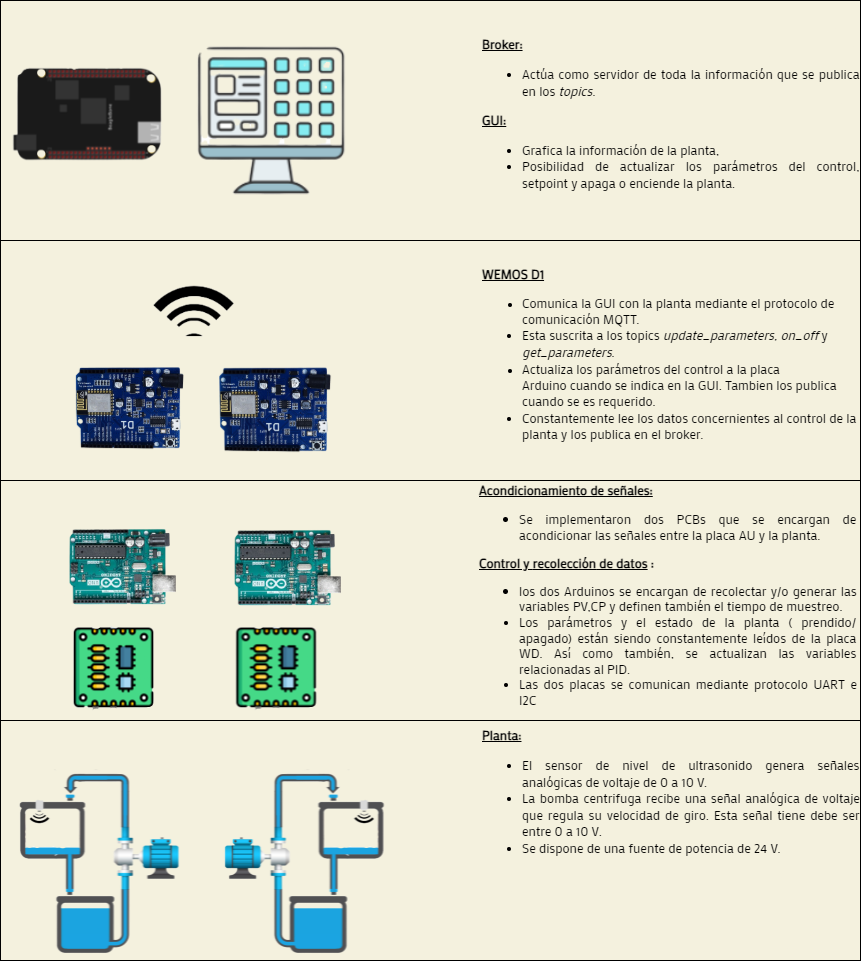 Broker:
• Actúa como servidor de toda la información que se publica
en los topics.
GUI:
• Grafica la información de la planta,
• Posibilidad de actualizar los parámetros del control,
setpoint y apaga o enciende la planta.
WEMOS D1
• Comunica la GUI con la planta mediante el protocolo de
comunicación MQTT.
• Esta suscrita a los topics update_parameters, on_off y
get_parameters.
• Actualiza los parámetros del control a la placa
Arduino cuando se indica en la GUI. Tambien los publica
cuando se es requerido.
• Constantemente lee los datos concernientes al control de la
planta y los publica en el broker.
D1
D1
Acondicionamiento de señales:
• Se implementaron dos PCBs que se encargan de
acondicionar las señales entre la placa AU y la planta.
Control y recolección de datos :
• los dos Arduinos se encargan de recolectar y/o generar las
variables PV,CP y definen también el tiempo de muestreo.
• Los parámetros y el estado de la planta ( prendido/
apagado) están siendo constantemente leídos de la placa
WD. Así como también, se actualizan las variables
relacionadas al PID.
• Las dos placas se comunican mediante protocolo UART e
I2C
Planta:
• El sensor de nivel de ultrasonido genera señales
analógicas de voltaje de 0 a 10 V.
• La bomba centrifuga recibe una señal analógica de voltaje
que regula su velocidad de giro. Esta señal tiene debe ser
entre 0 a 10 V.
• Se dispone de una fuente de potencia de 24 V.